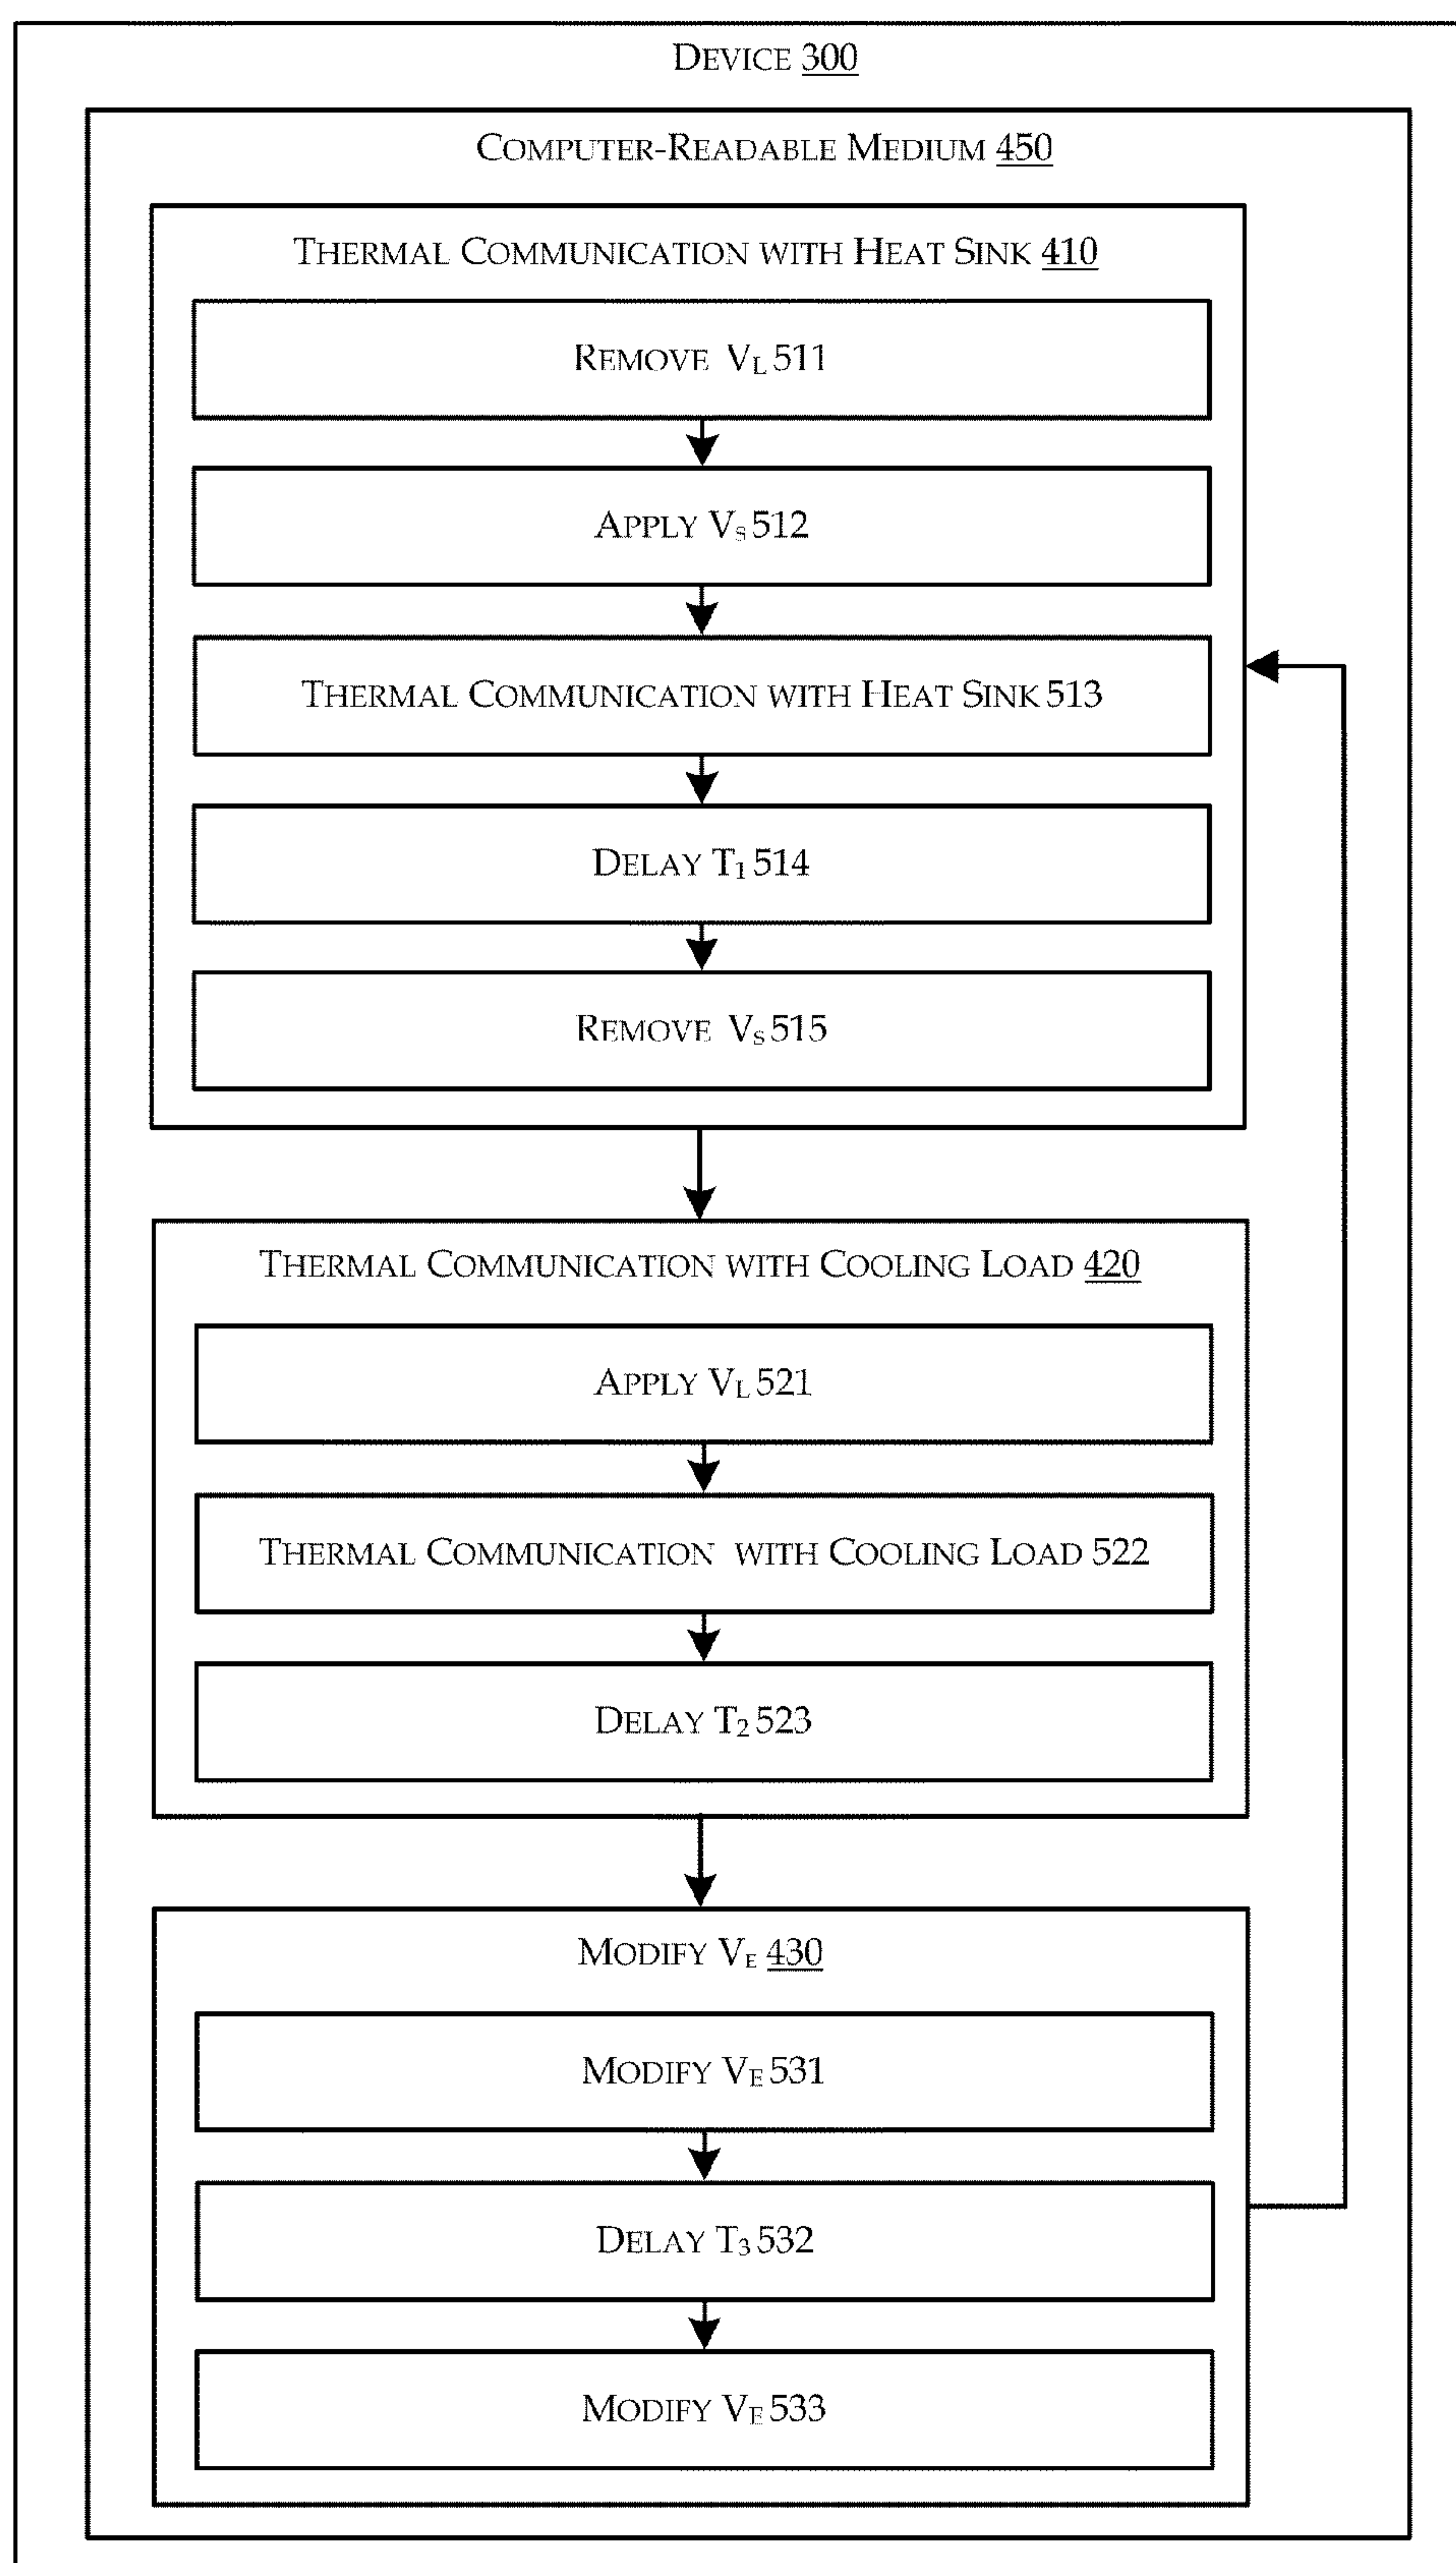 DEVICE 300
COMPUTER-READABLE MEDIUM 450
THERMAL COMMUNICATION WITH HEAT SINK 410
REMOVE VL 511
APPLY VS 512
THERMAL COMMUNICATION WITH HEAT SINK 513
DELAY T1 514
REMOVE VS 515
THERMAL COMMUNICATION WITH COOLING LOAD 420
APPLY VL 521
THERMAL COMMUNICATION WITH COOLING LOAD 522
DELAY T2 523
MODIFY VE 430
MODIFY VE 531
DELAY T3 532
MODIFY VE 533